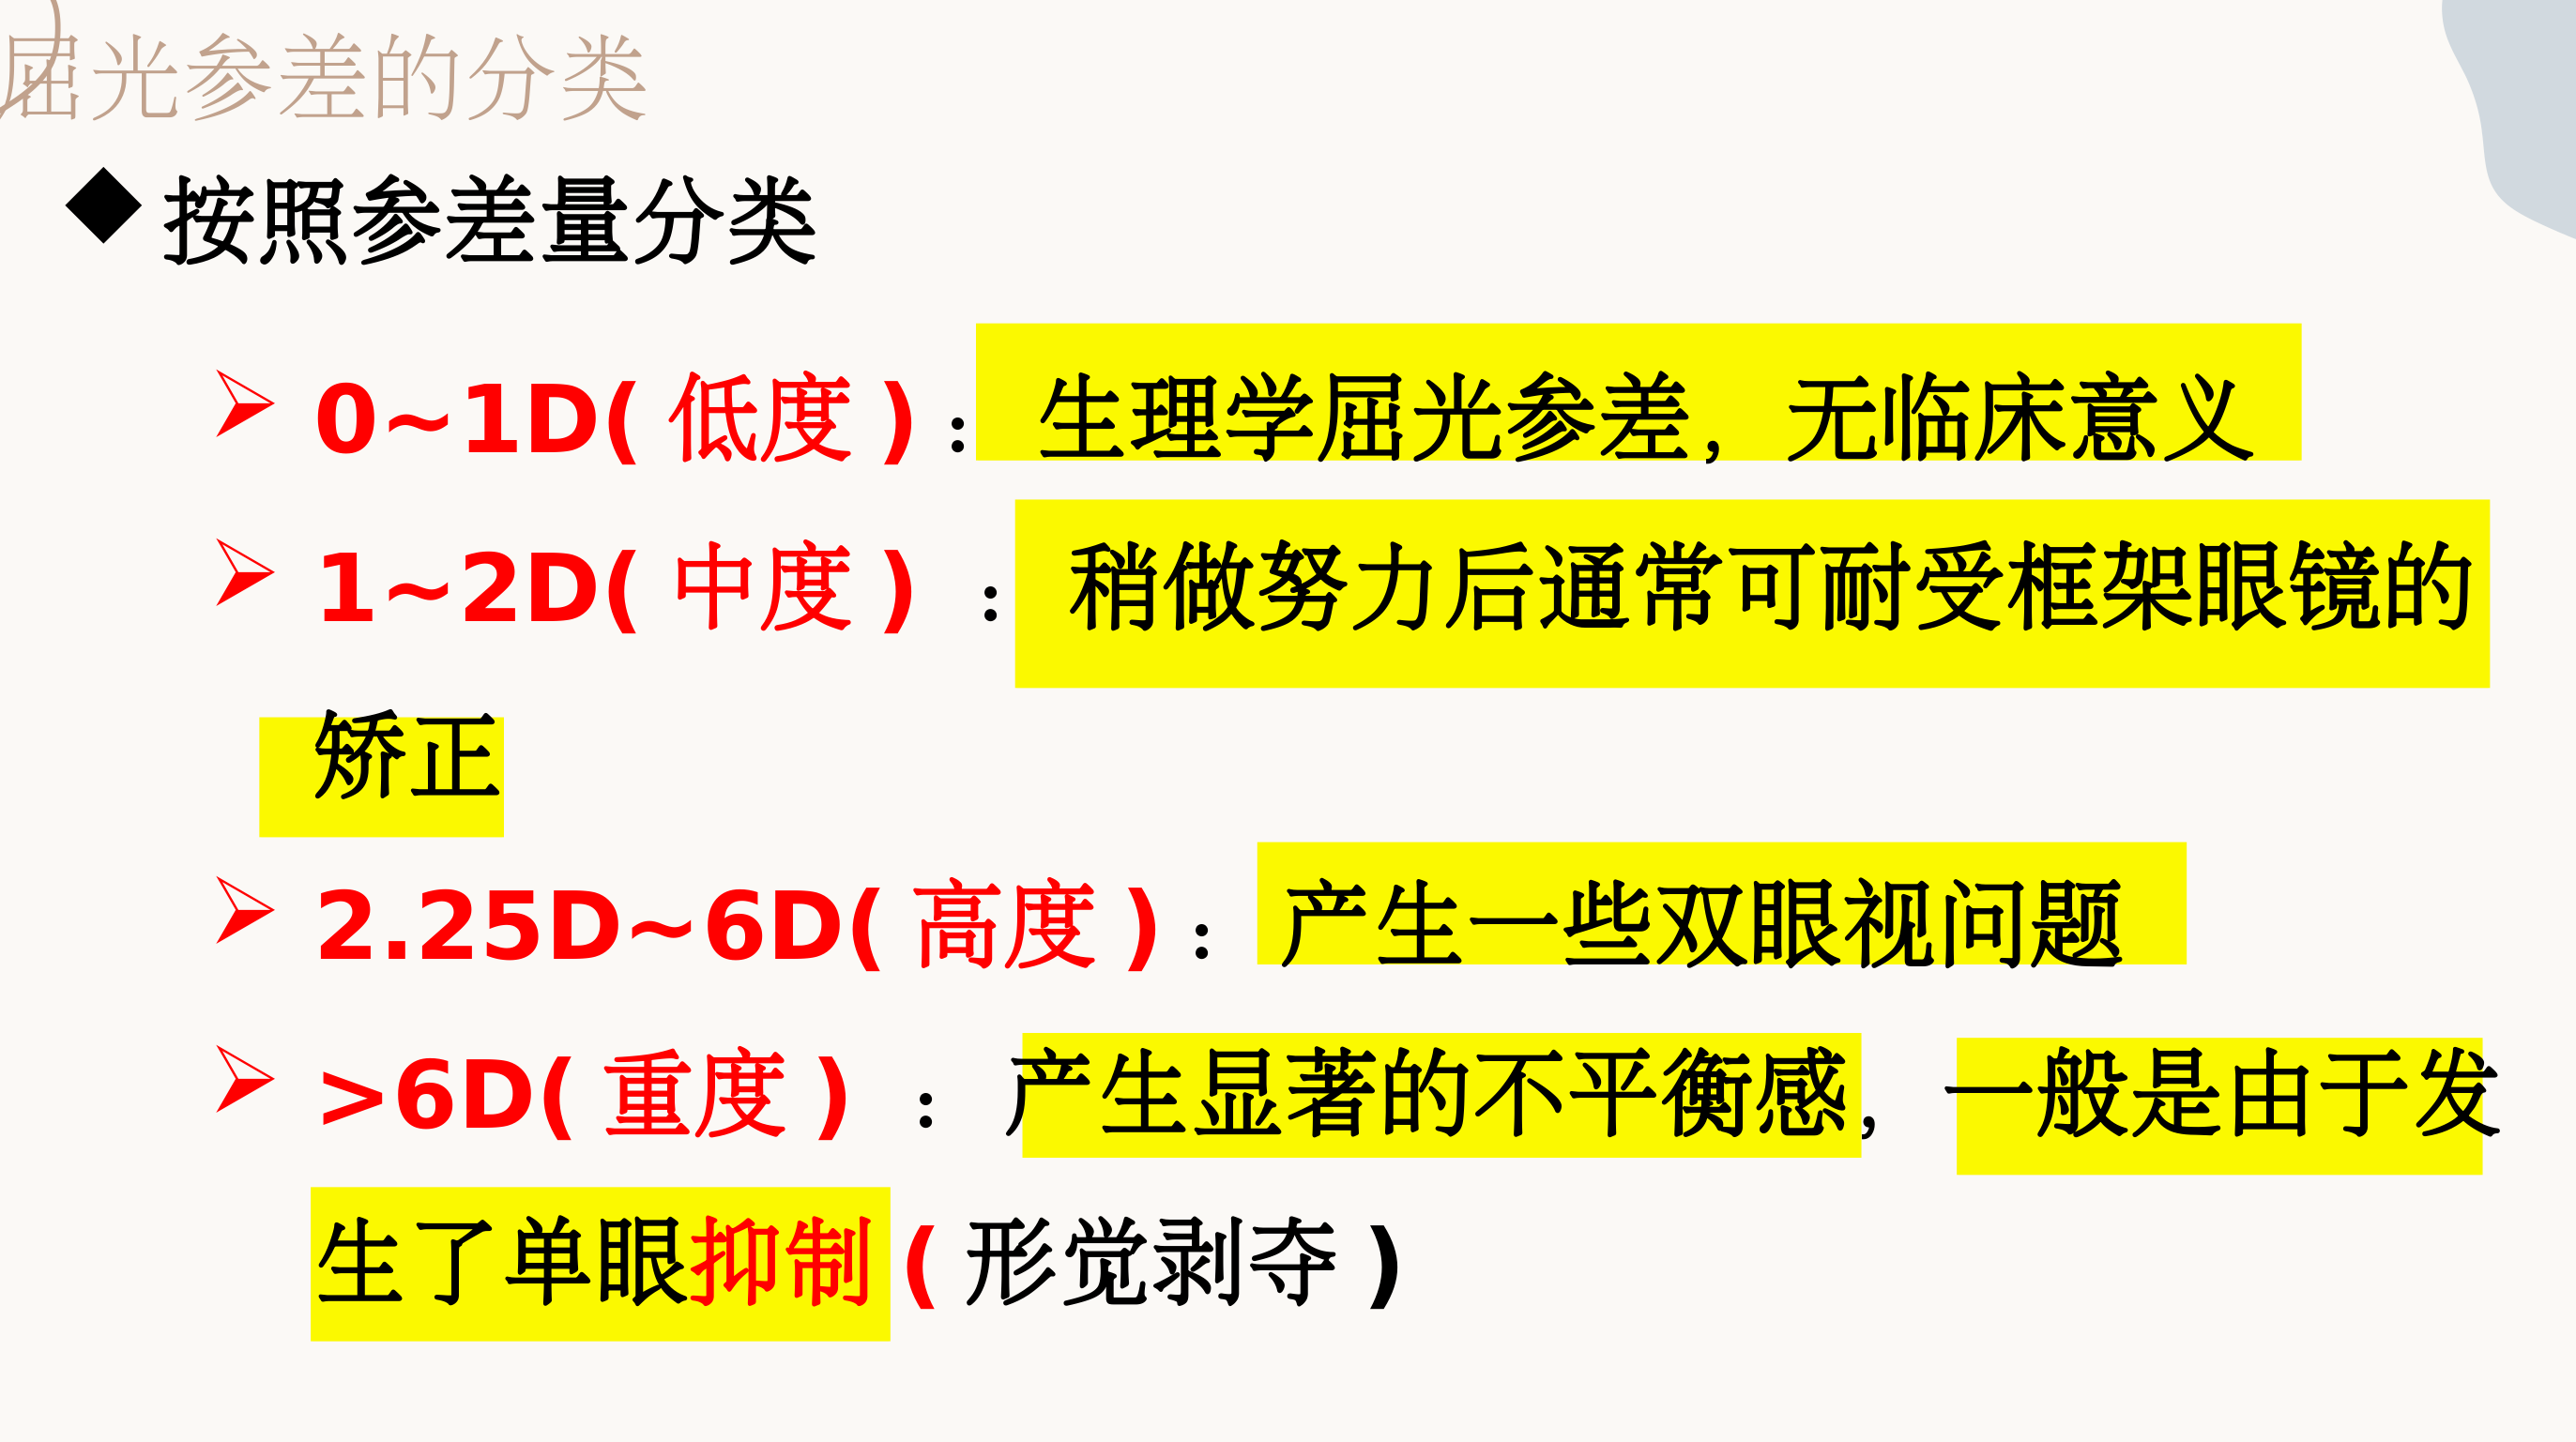 屈光参差的分类
按照参差量分类
0~1D(低度)：生理学屈光参差，无临床意义
1~2D(中度)：稍做努力后通常可耐受框架眼镜的
矫正
2.25D~6D(高度)：产生一些双眼视问题
>6D(重度)：产生显著的不平衡感，一般是由于发
生了单眼抑制(形觉剥夺)